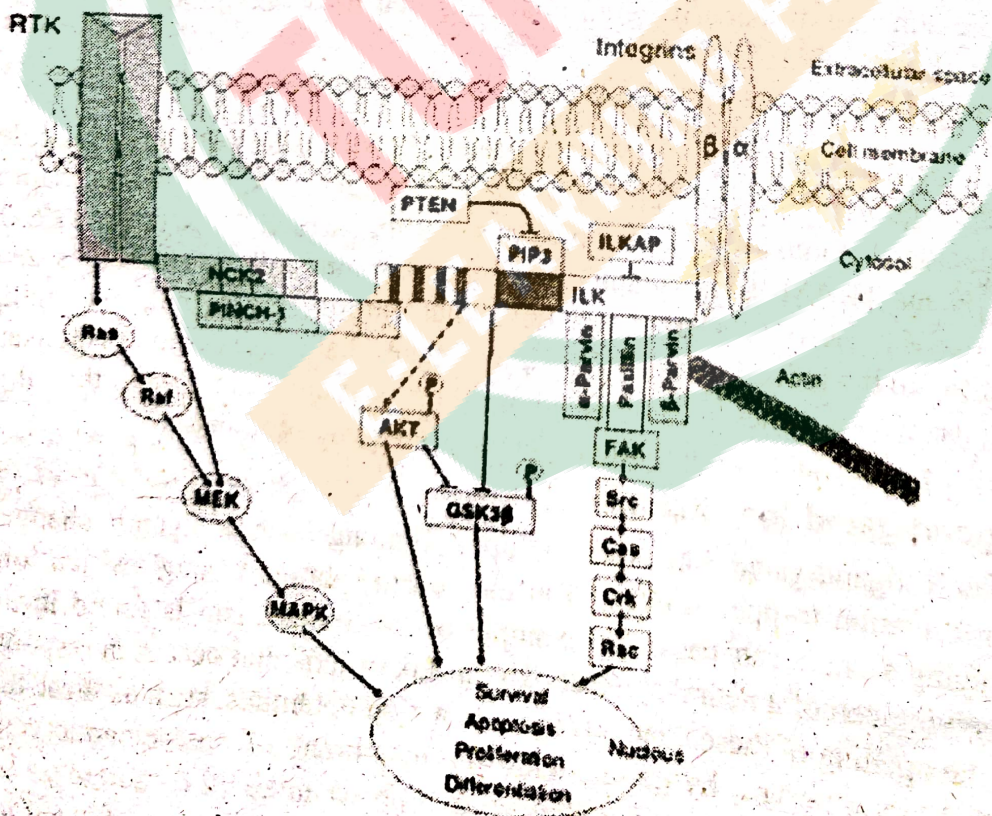 RTK
Integrins
Extracellular space
β α
Cell membrane
PTEN
PIP3
ILKAP
Cytosol
NCK2
PINCH-1
ILK
Ras
α-Parvin
Paxillin
β-Parvin
Actin
Raf
P
AKT
FAK
P
MEK
GSK3β
Src
Cas
Crk
MAPK
Rac
Survival
Apoptosis
Proliferation
Differentiation
Nucleus